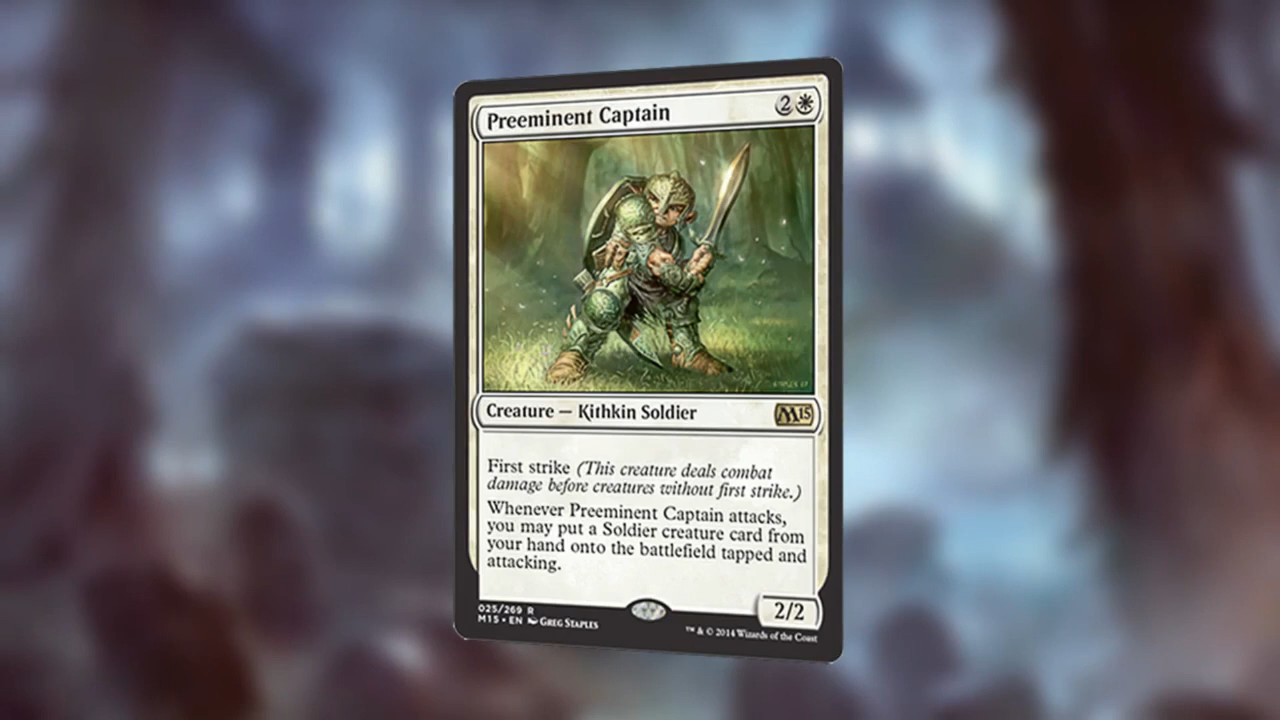 Preeminent Captain 2
Creature — Kithkin Soldier M15
First strike (This creature deals combat
damage before creatures without first strike.)
Whenever Preeminent Captain attacks,
you may put a Soldier creature card from
your hand onto the battlefield tapped and
attacking.
2/2
025/269 R
M15 • EN Greg Staples
™ & © 2014 Wizards of the Coast